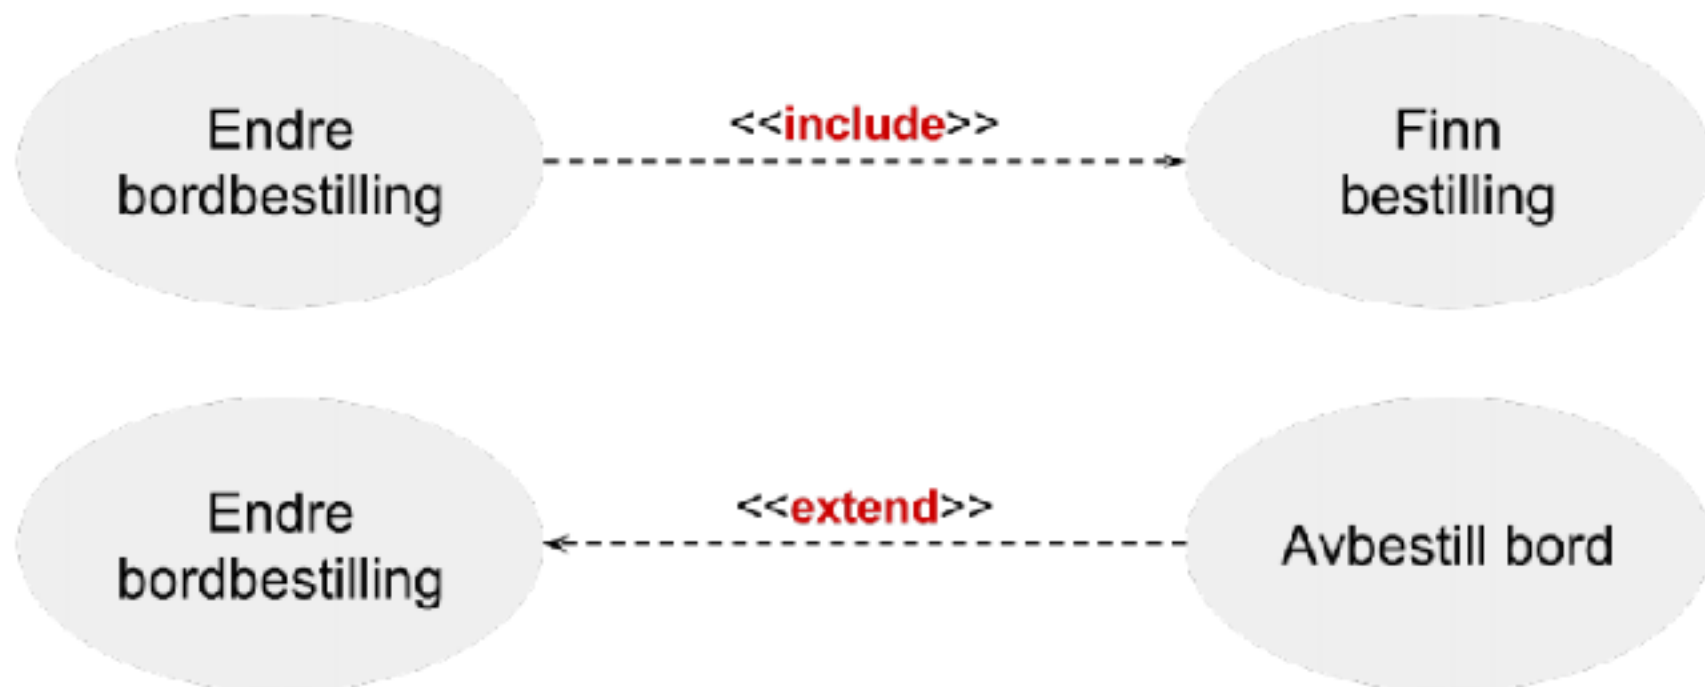 Endre
bordbestilling
<<include>>
Finn
bestilling
Endre
bordbestilling
<<extend>>
Avbestill bord